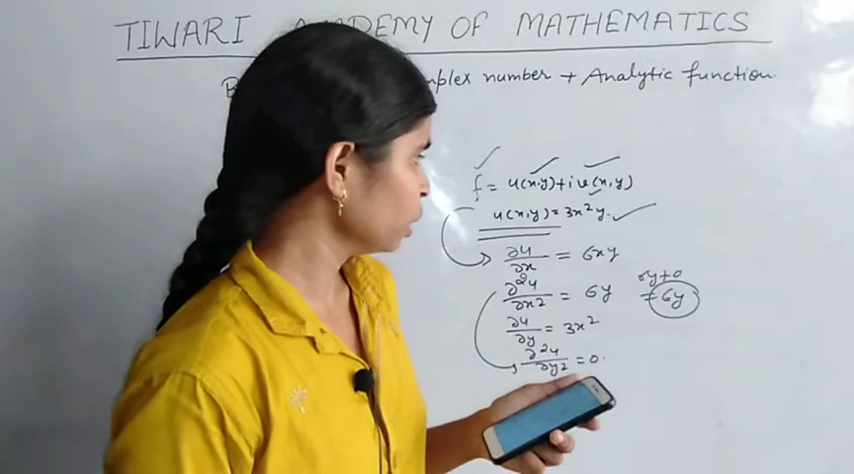 TIWARI ACADEMY OF MATHEMATICS
number + Analytic function
f = u(x,y)+iv(x,y)
u(x,y)=3x²y.
∂u/∂x = 6xy
∂²u/∂x² = 6y
6y+0
=6y
∂u/∂y = 3x²
∂²u/∂y² = 0.